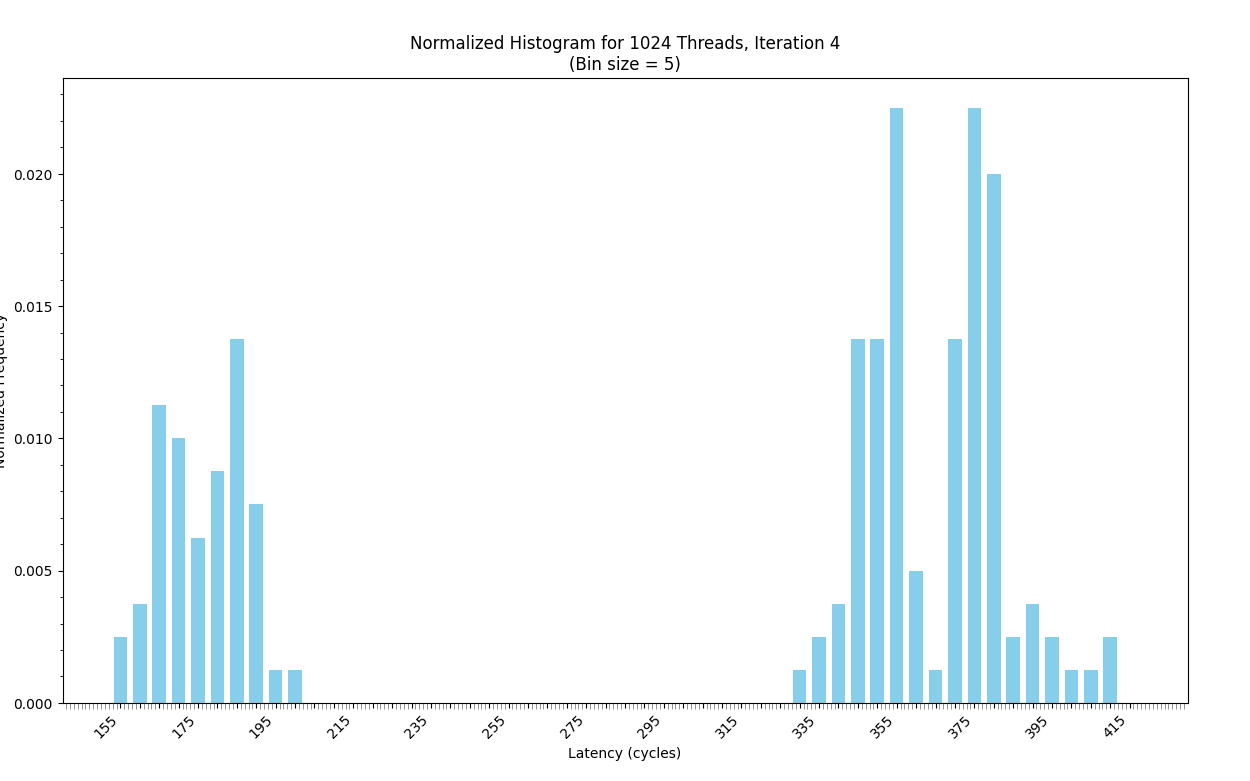 Normalized Histogram for 1024 Threads, Iteration 4
(Bin size = 5)
0.020
0.015
0.010
0.005
0.000
155 175 195 215 235 255 275 295 315 335 355 375 395 415
Latency (cycles)